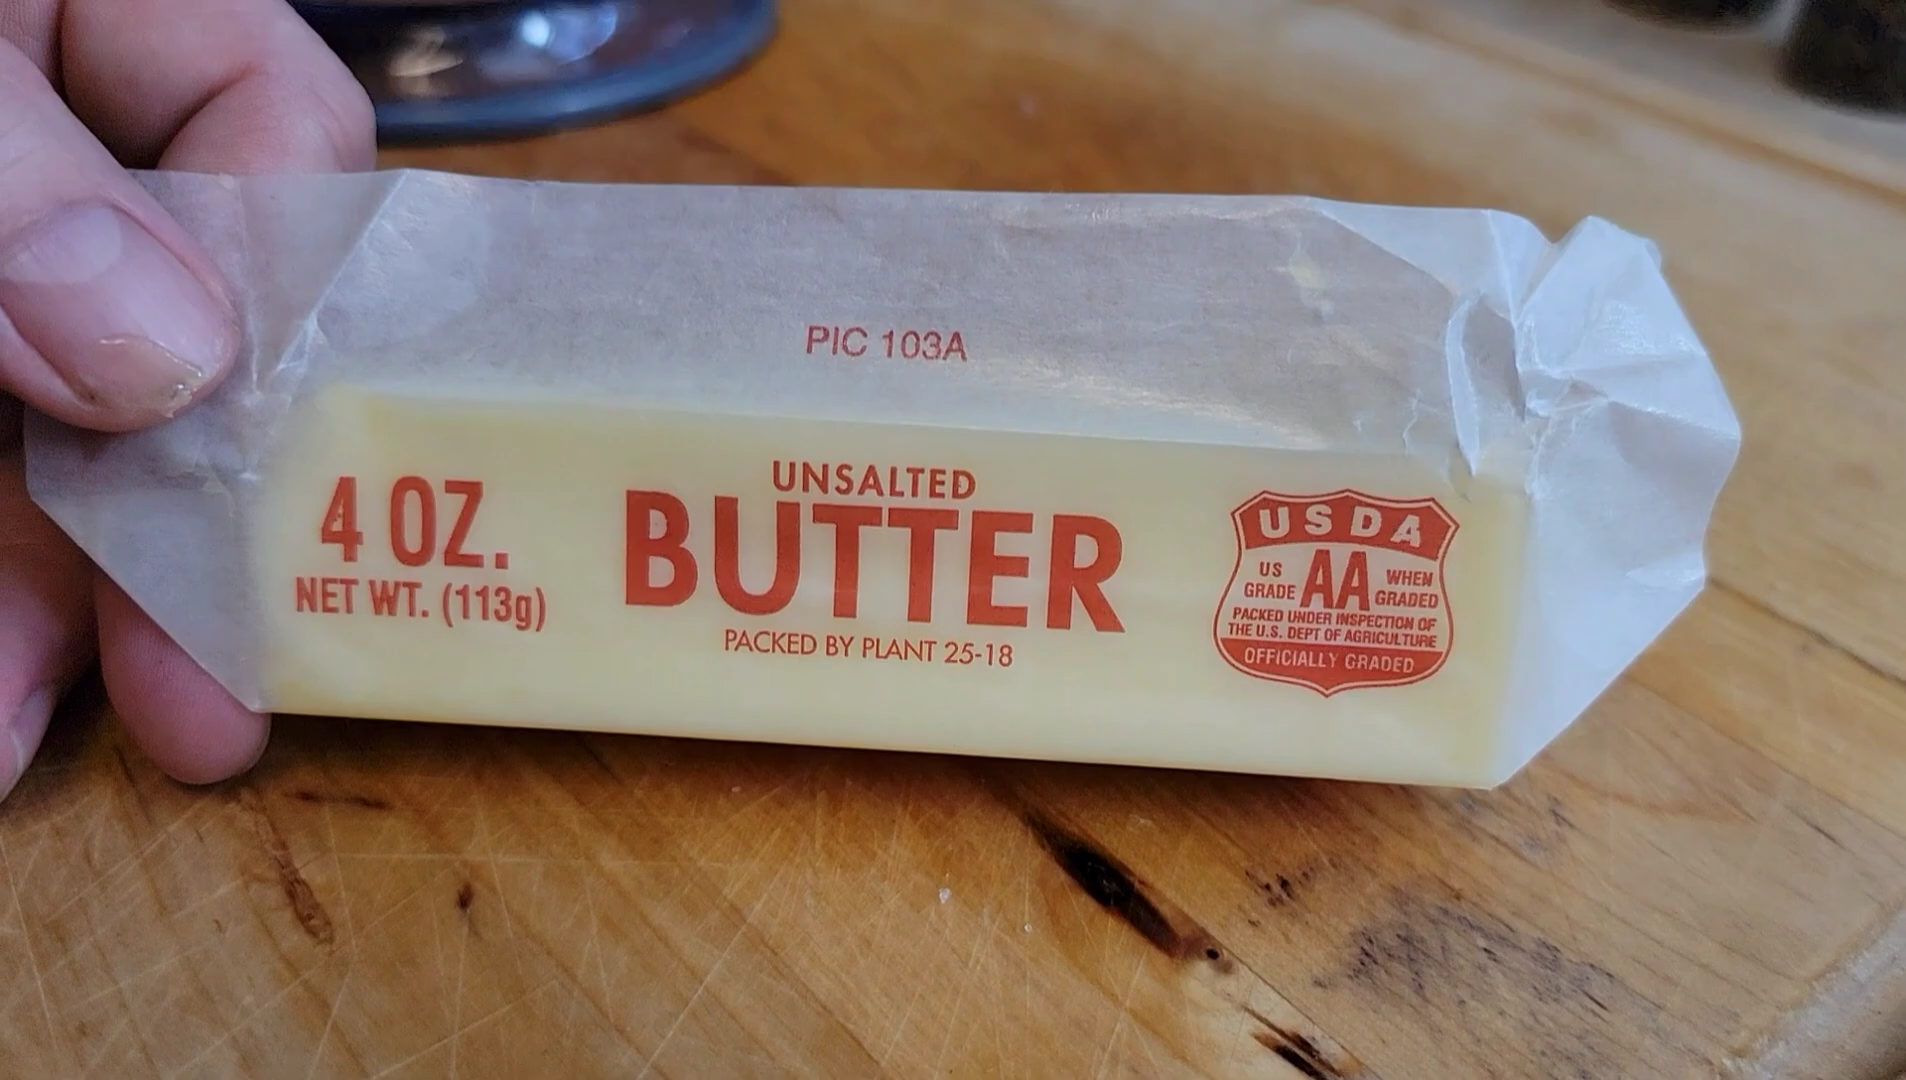 PIC 103A
4 OZ.
NET WT. (113g)
UNSALTED
BUTTER
PACKED BY PLANT 25-18
USDA
US
GRADE
AA
WHEN
GRADED
PACKED UNDER INSPECTION OF
THE U.S. DEPT OF AGRICULTURE
OFFICIALLY GRADED